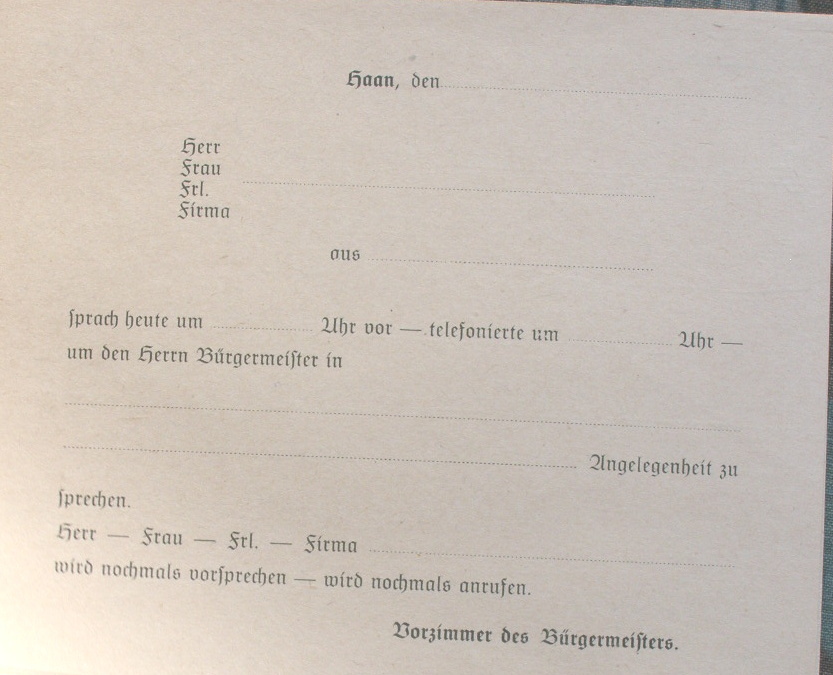 Haan, den
Herr
Frau
Frl.
Firma
aus
sprach heute um Uhr vor — telefonierte um Uhr —
um den Herrn Bürgermeister in
Angelegenheit zu
sprechen.
Herr — Frau — Frl. — Firma
wird nochmals vorsprechen — wird nochmals anrufen.
Vorzimmer des Bürgermeisters.